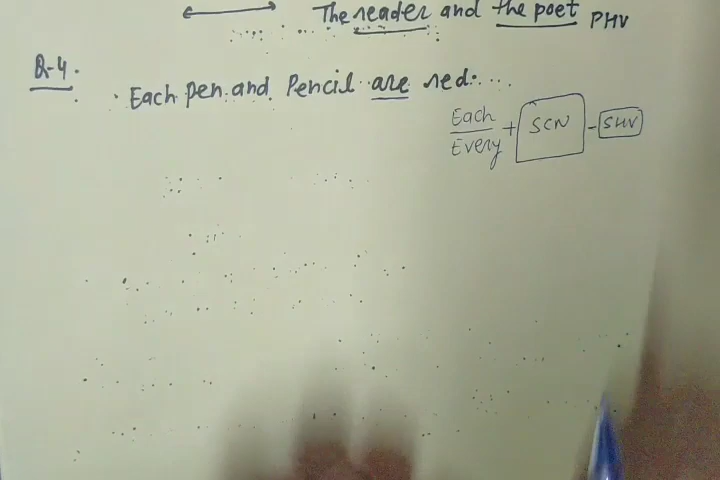 The reader and the poet PHV
Q-4.
Each pen and Pencil are red.
Each
Every + SCN - SHV